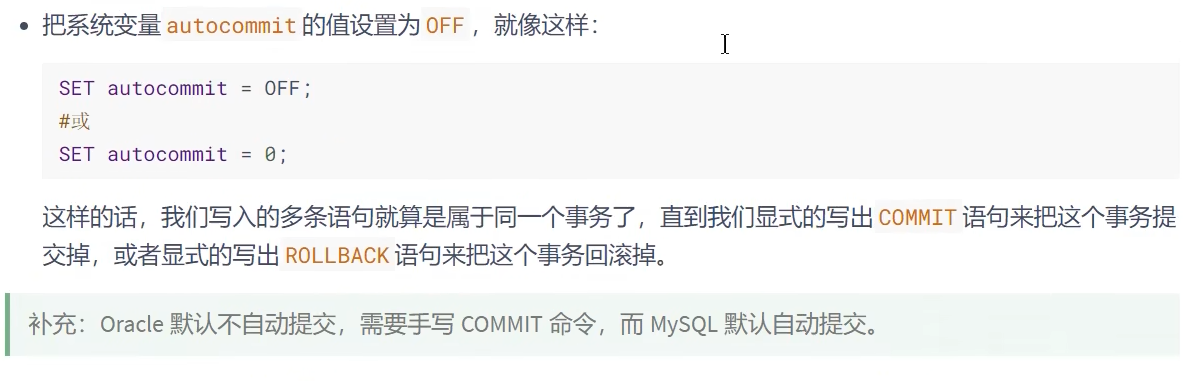 把系统变量 autocommit 的值设置为 OFF ，就像这样：
SET autocommit = OFF;
#或
SET autocommit = 0;
这样的话，我们写入的多条语句就算是属于同一个事务了，直到我们显式的写出 COMMIT 语句来把这个事务提
交掉，或者显式的写出 ROLLBACK 语句来把这个事务回滚掉。
补充：Oracle 默认不自动提交，需要手写 COMMIT 命令，而 MySQL 默认自动提交。